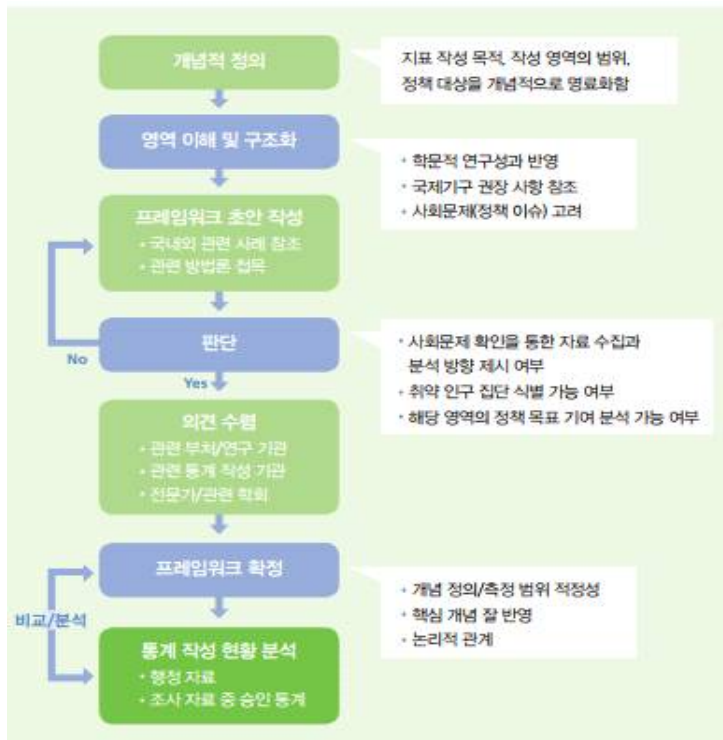 개념적 정의
지표 작성 목적, 작성 영역의 범위,
정책 대상을 개념적으로 명료화함
영역 이해 및 구조화
• 학문적 연구성과 반영
• 국제기구 권장 사항 참조
• 사회문제(정책 이슈) 고려
프레임워크 초안 작성
• 국내외 관련 사례 참조
• 관련 방법론 접목
판단
No
Yes
• 사회문제 확인을 통한 자료 수집과
분석 방향 제시 여부
• 취약 인구 집단 식별 가능 여부
• 해당 영역의 정책 목표 기여 분석 가능 여부
의견 수렴
• 관련 부처/연구 기관
• 관련 통계 작성 기관
• 전문가/관련 학회
프레임워크 확정
• 개념 정의/측정 범위 적정성
• 핵심 개념 잘 반영
• 논리적 관계
비교/분석
통계 작성 현황 분석
• 행정 자료
• 조사 자료 중 승인 통계